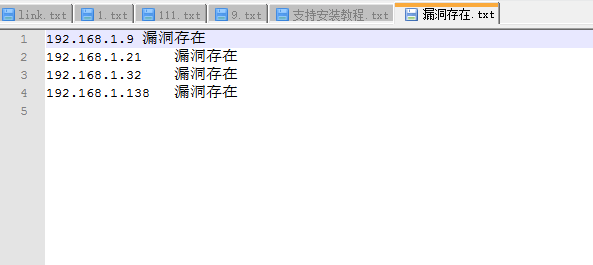 link.txt 1.txt 111.txt 9.txt 支持安装教程.txt 漏洞存在.txt
1 192.168.1.9 漏洞存在
2 192.168.1.21 漏洞存在
3 192.168.1.32 漏洞存在
4 192.168.1.138 漏洞存在
5